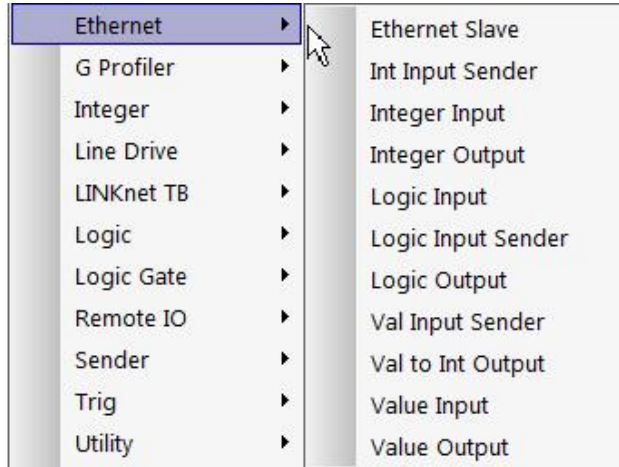 Ethernet
G Profiler
Integer
Line Drive
LINKnet TB
Logic
Logic Gate
Remote IO
Sender
Trig
Utility
Ethernet Slave
Int Input Sender
Integer Input
Integer Output
Logic Input
Logic Input Sender
Logic Output
Val Input Sender
Val to Int Output
Value Input
Value Output